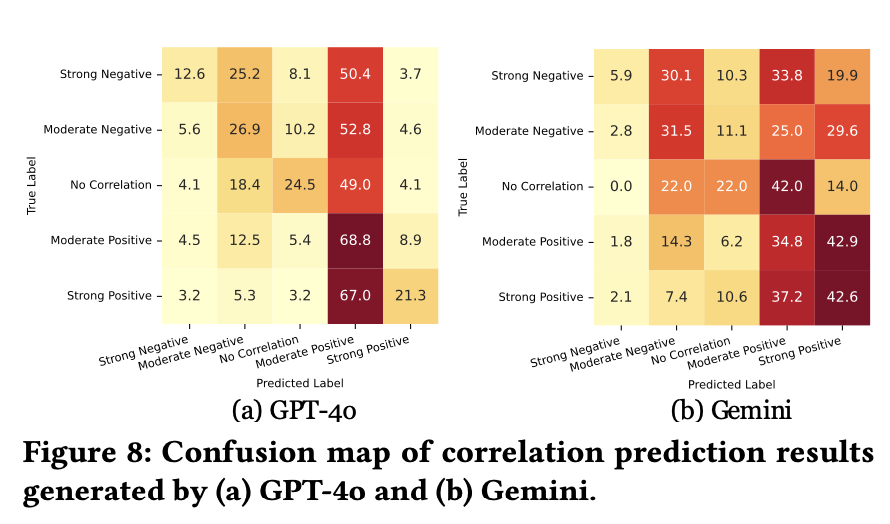 Strong Negative 12.6 25.2 8.1 50.4 3.7
Moderate Negative 5.6 26.9 10.2 52.8 4.6
No Correlation 4.1 18.4 24.5 49.0 4.1
Moderate Positive 4.5 12.5 5.4 68.8 8.9
Strong Positive 3.2 5.3 3.2 67.0 21.3
True Label
Strong Negative
Moderate Negative
No Correlation
Moderate Positive
Strong Positive
Predicted Label
(a) GPT-4o
Strong Negative 5.9 30.1 10.3 33.8 19.9
Moderate Negative 2.8 31.5 11.1 25.0 29.6
No Correlation 0.0 22.0 22.0 42.0 14.0
Moderate Positive 1.8 14.3 6.2 34.8 42.9
Strong Positive 2.1 7.4 10.6 37.2 42.6
True Label
Strong Negative
Moderate Negative
No Correlation
Moderate Positive
Strong Positive
Predicted Label
(b) Gemini
Figure 8: Confusion map of correlation prediction results
generated by (a) GPT-4o and (b) Gemini.